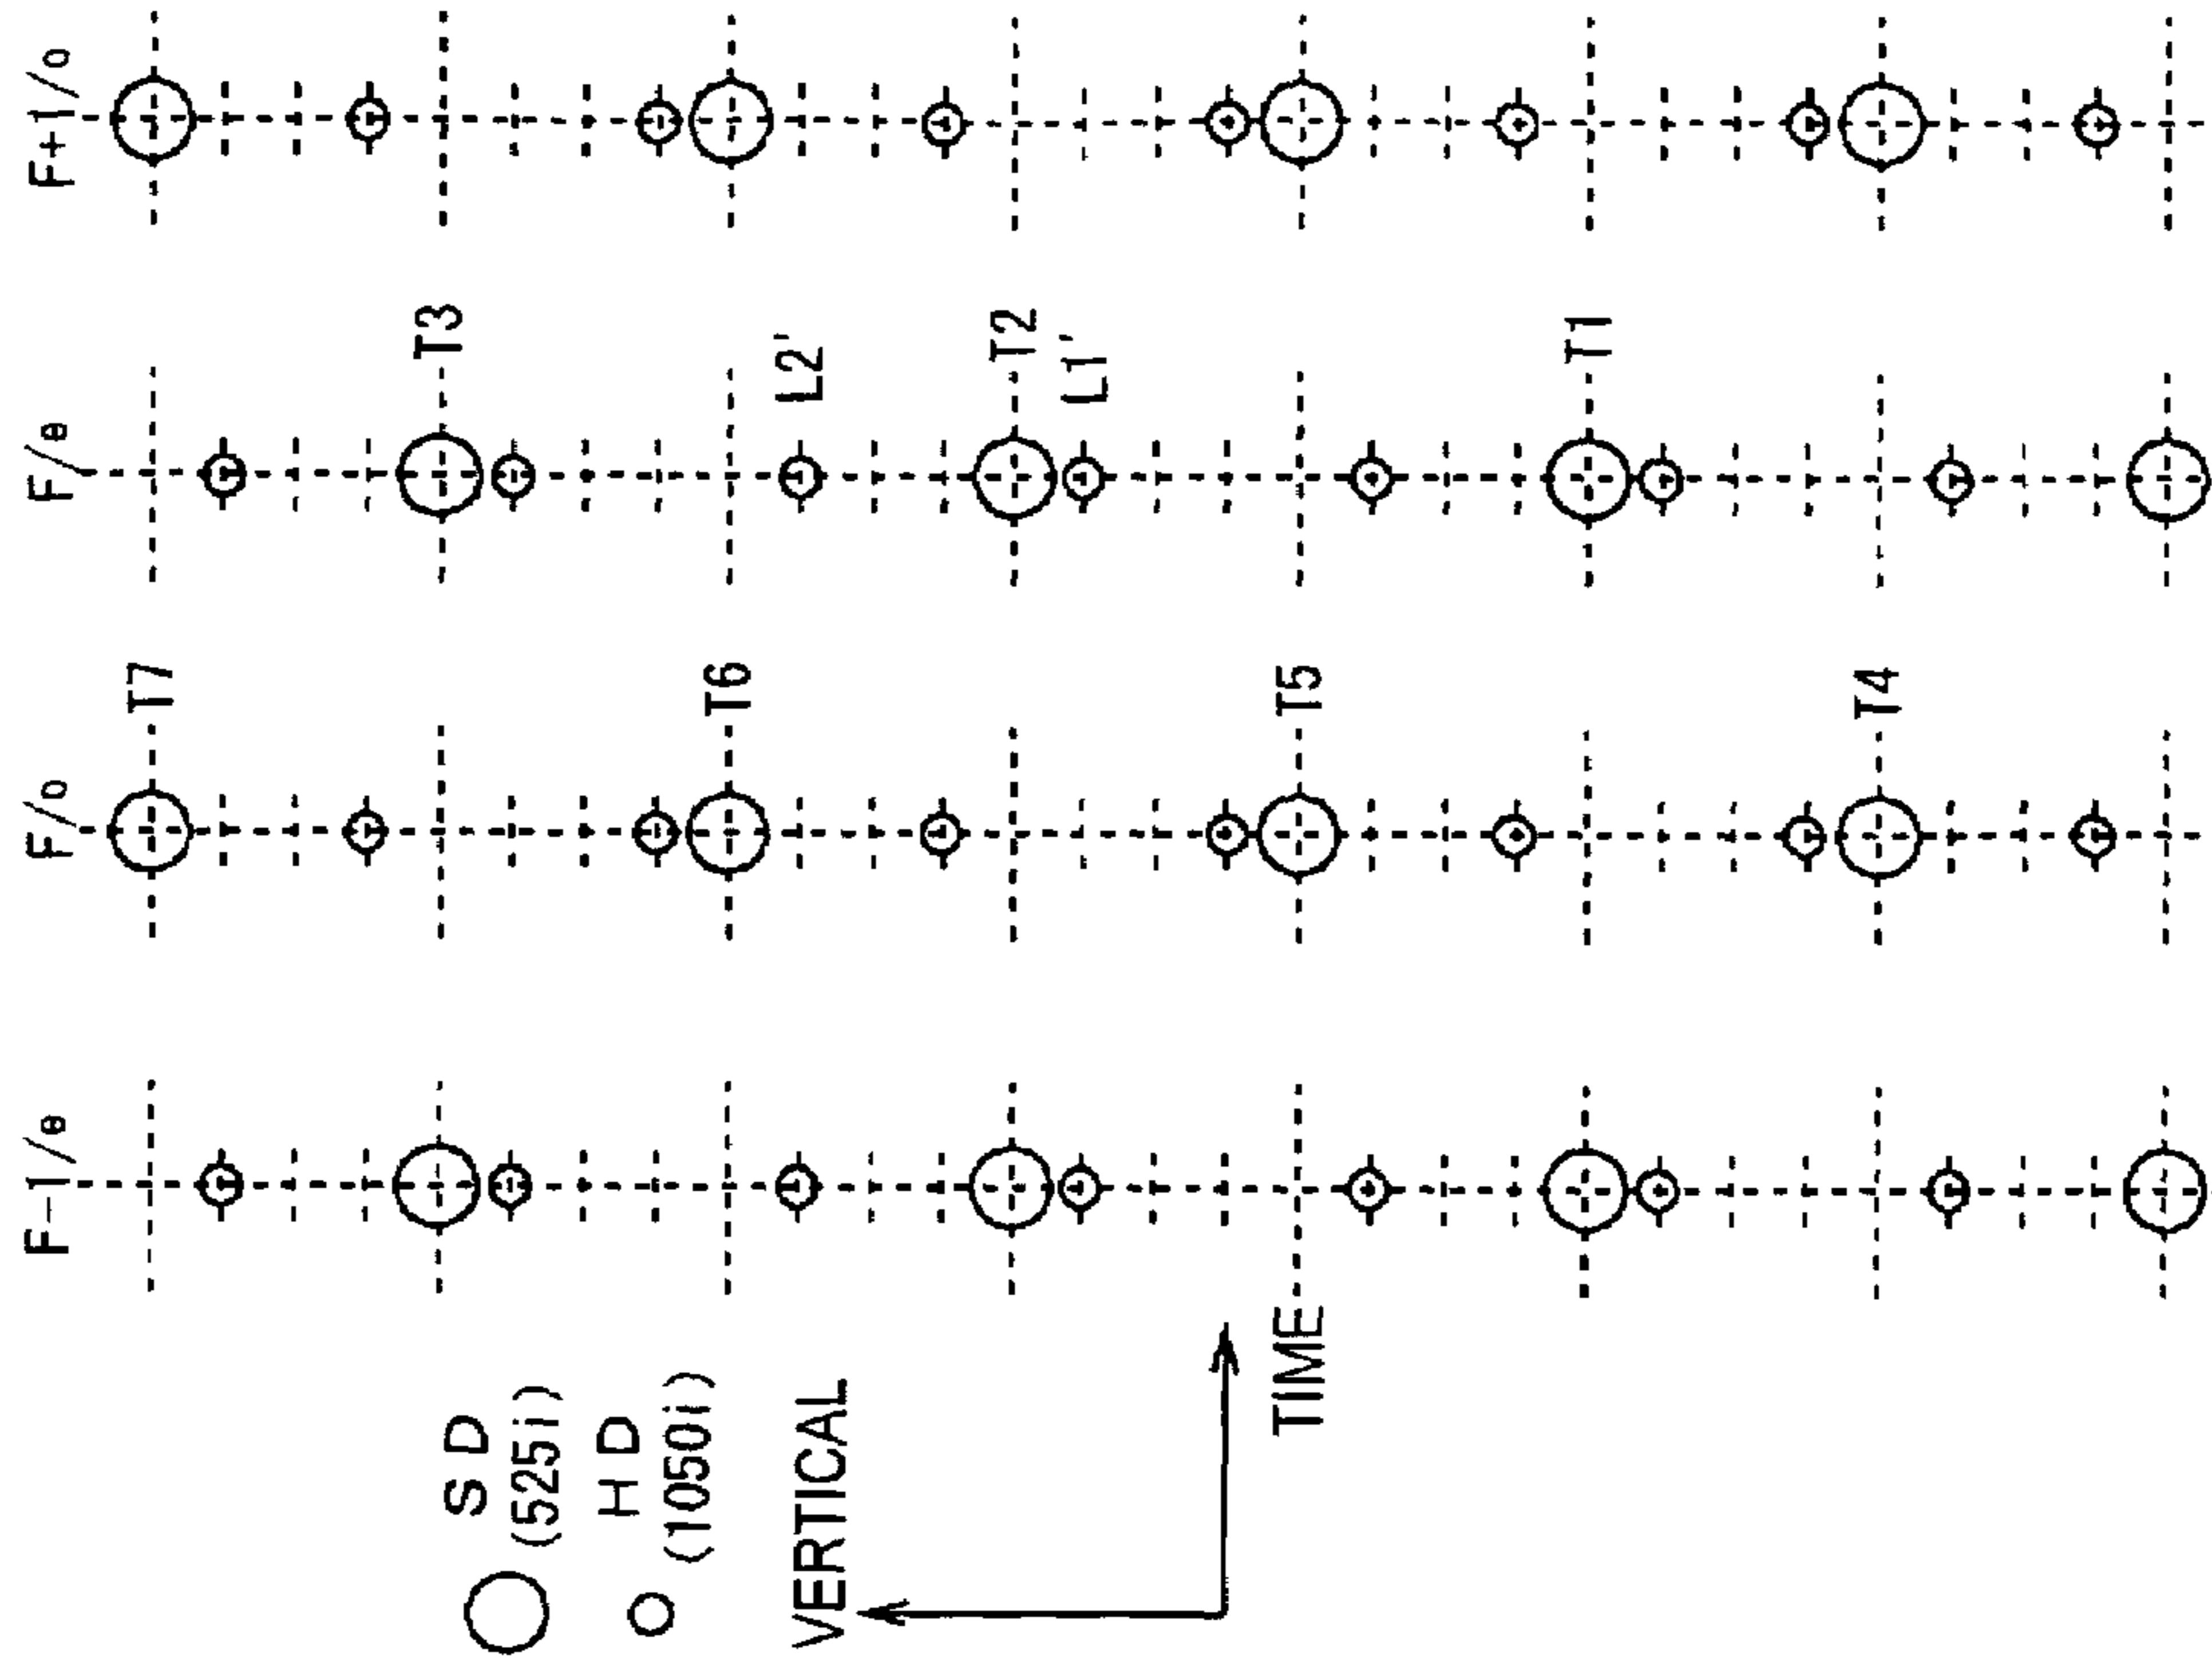 F-1/e
F/o
F/e
F+1/o
T7
T3
SD
(525i)
HD
(1050i)
T6
L2'
VERTICAL
T2
L1'
TIME
T5
T1
T4